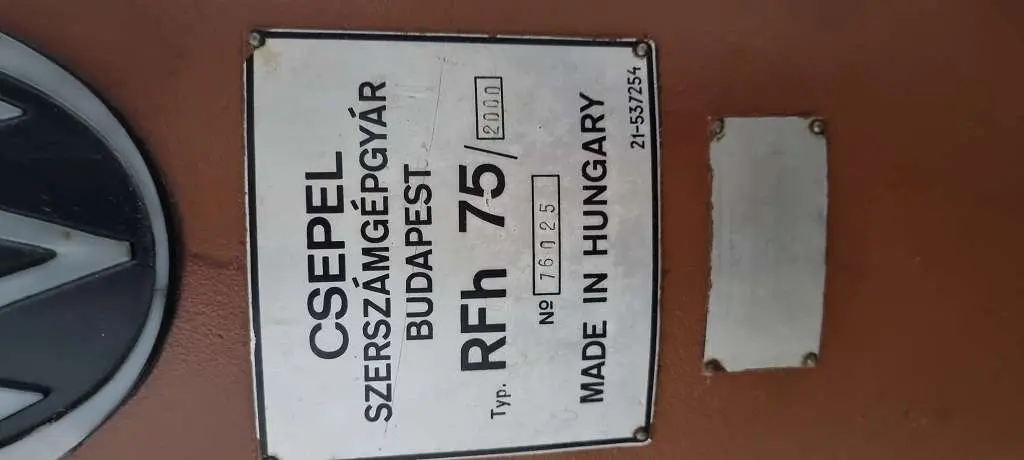 CSEPEL
SZERSZÁMGÉPGYÁR
BUDAPEST
Typ. RFh 75/2000
Nº 76025
MADE IN HUNGARY
21-537254